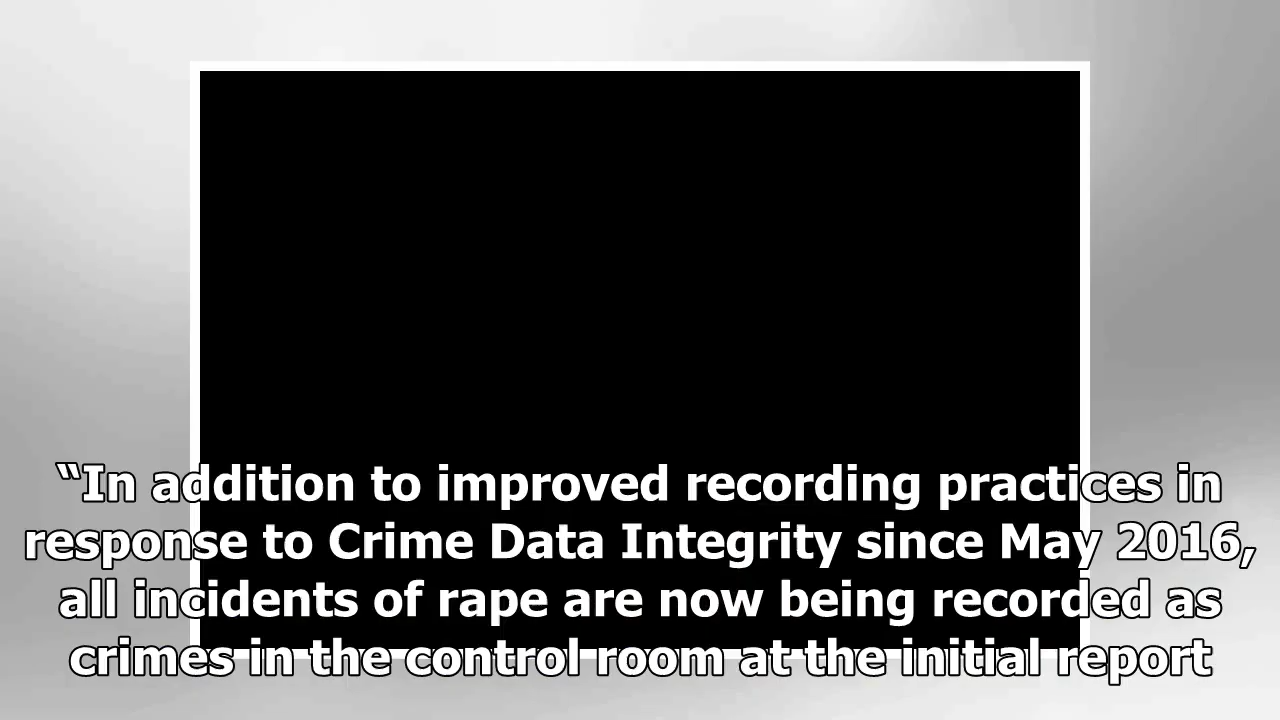 “In addition to improved recording practices in
response to Crime Data Integrity since May 2016,
all incidents of rape are now being recorded as
crimes in the control room at the initial report